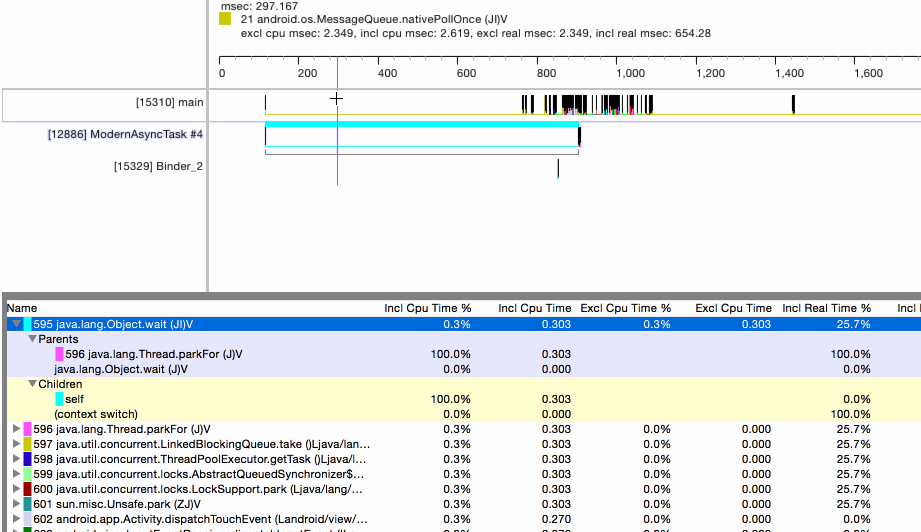 msec: 297.167
21 android.os.MessageQueue.nativePollOnce (JI)V
excl cpu msec: 2.349, incl cpu msec: 2.619, excl real msec: 2.349, incl real msec: 654.28
0 200 400 600 800 1,000 1,200 1,400 1,600
[15310] main
[12886] ModernAsyncTask #4
[15329] Binder_2
Name Incl Cpu Time % Incl Cpu Time Excl Cpu Time % Excl Cpu Time Incl Real Time % Incl
595 java.lang.Object.wait (JI)V 0.3% 0.303 0.3% 0.303 25.7%
Parents
596 java.lang.Thread.parkFor (J)V 100.0% 0.303 100.0%
java.lang.Object.wait (J)V 0.0% 0.000 0.0%
Children
self 100.0% 0.303 0.0%
(context switch) 0.0% 0.000 100.0%
596 java.lang.Thread.parkFor (J)V 0.3% 0.303 0.0% 0.000 25.7%
597 java.util.concurrent.LinkedBlockingQueue.take ()Ljava/lan... 0.3% 0.303 0.0% 0.000 25.7%
598 java.util.concurrent.ThreadPoolExecutor.getTask ()Ljava/l... 0.3% 0.303 0.0% 0.000 25.7%
599 java.util.concurrent.locks.AbstractQueuedSynchronizer$... 0.3% 0.303 0.0% 0.000 25.7%
600 java.util.concurrent.locks.LockSupport.park (Ljava/lang/... 0.3% 0.303 0.0% 0.000 25.7%
601 sun.misc.Unsafe.park (ZJ)V 0.3% 0.303 0.0% 0.000 25.7%
602 android.app.Activity.dispatchTouchEvent (Landroid/view/... 0.3% 0.270 0.0% 0.000 0.0%